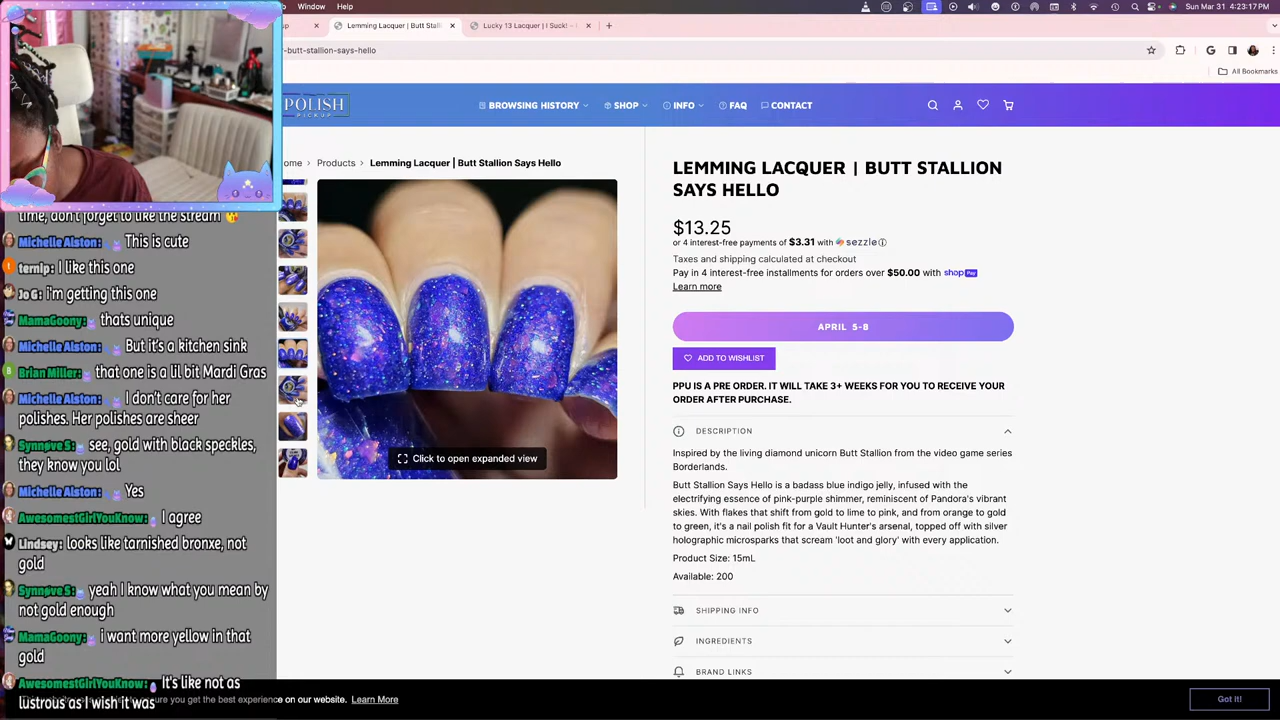 Window Help
Sun Mar 31 4:23:17 PM
Lemming Lacquer | Butt Stall
Lucky 13 Lacquer | I Suck! –
-butt-stallion-says-hello
All Bookmarks
POLISH
PICKUP
BROWSING HISTORY
SHOP
INFO
FAQ
CONTACT
ome > Products > Lemming Lacquer | Butt Stallion Says Hello
LEMMING LACQUER | BUTT STALLION
SAYS HELLO
$13.25
or 4 interest-free payments of $3.31 with sezzle
Taxes and shipping calculated at checkout
Pay in 4 interest-free installments for orders over $50.00 with shop Pay
Learn more
APRIL 5-8
ADD TO WISHLIST
PPU IS A PRE ORDER. IT WILL TAKE 3+ WEEKS FOR YOU TO RECEIVE YOUR
ORDER AFTER PURCHASE.
DESCRIPTION
Inspired by the living diamond unicorn Butt Stallion from the video game series
Borderlands.
Butt Stallion Says Hello is a badass blue indigo jelly, infused with the
electrifying essence of pink-purple shimmer, reminiscent of Pandora's vibrant
skies. With flakes that shift from gold to lime to pink, and from orange to gold
to green, it's a nail polish fit for a Vault Hunter's arsenal, topped off with silver
holographic microsparks that scream 'loot and glory' with every application.
Product Size: 15mL
Available: 200
SHIPPING INFO
INGREDIENTS
BRAND LINKS
Click to open expanded view
time, don't forget to like the stream
Michelle Alston: This is cute
ternlp: I like this one
Jo G: i'm getting this one
MamaGoony: thats unique
Michelle Alston: But it's a kitchen sink
Brian Miller: that one is a lil bit Mardi Gras
Michelle Alston: I don't care for her
polishes. Her polishes are sheer
Synnøve S: see, gold with black speckles,
they know you lol
Michelle Alston: Yes
AwesomestGirlYouKnow: I agree
Lindsey: looks like tarnished bronxe, not
gold
Synnøve S: yeah I know what you mean by
not gold enough
MamaGoony: i want more yellow in that
gold
AwesomestGirlYouKnow: It's like not as
lustrous as I wish it was
ure you get the best experience on our website. Learn More
Got It!